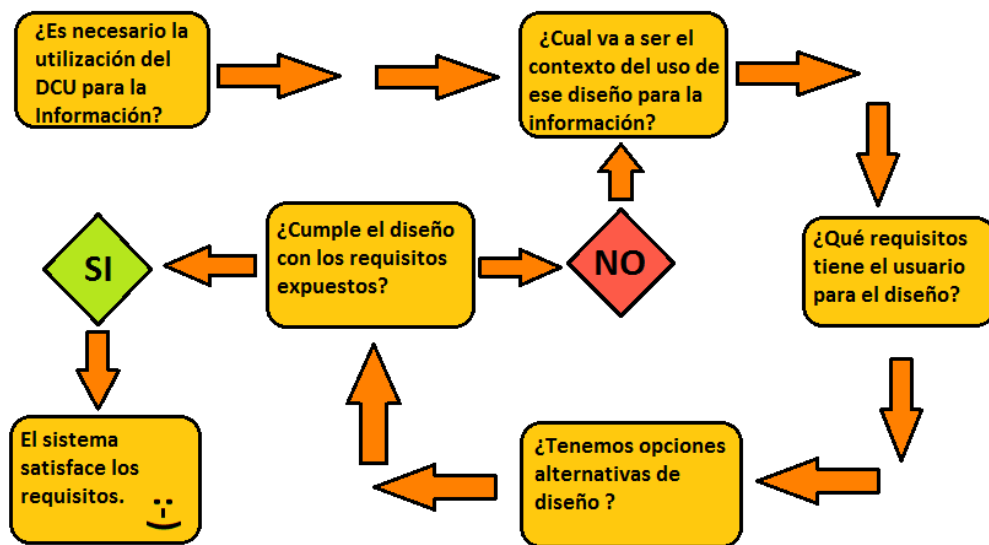 ¿Es necesario la
utilización del
DCU para la
Información?
¿Cual va a ser el
contexto del uso de
ese diseño para la
información?
¿Qué requisitos
tiene el usuario
para el diseño?
¿Tenemos opciones
alternativas de
diseño ?
¿Cumple el diseño
con los requisitos
expuestos?
NO
SI
El sistema
satisface los
requisitos.